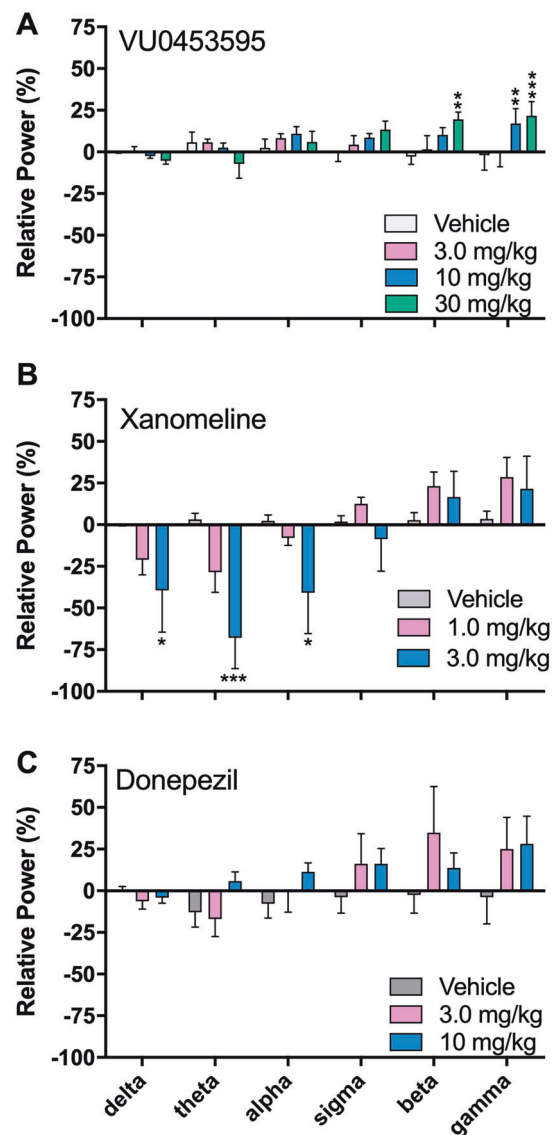 A
VU0453595
Relative Power (%)
75
50
25
0
-25
-50
-75
-100
**
**
***
Vehicle
3.0 mg/kg
10 mg/kg
30 mg/kg
B
Xanomeline
Relative Power (%)
75
50
25
0
-25
-50
-75
-100
*
***
*
Vehicle
1.0 mg/kg
3.0 mg/kg
C
Donepezil
Relative Power (%)
75
50
25
0
-25
-50
-75
-100
Vehicle
3.0 mg/kg
10 mg/kg
delta
theta
alpha
sigma
beta
gamma